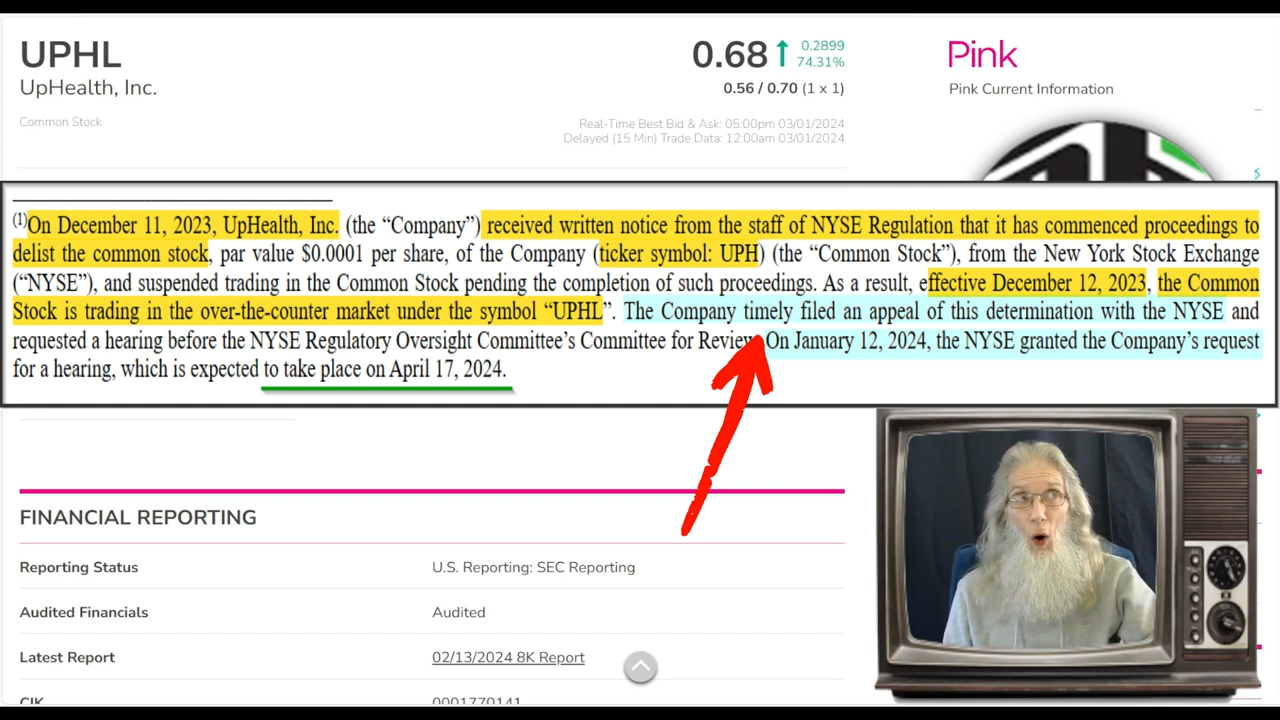 UPHL
UpHealth, Inc.
Common Stock
0.68
0.2899
74.31%
0.56 / 0.70 (1 x 1)
Real-Time Best Bid & Ask: 05:00pm 03/01/2024
Delayed (15 Min) Trade Data: 12:00am 03/01/2024
Pink
Pink Current Information
(1)On December 11, 2023, UpHealth, Inc. (the “Company”) received written notice from the staff of NYSE Regulation that it has commenced proceedings to
delist the common stock, par value $0.0001 per share, of the Company (ticker symbol: UPH) (the “Common Stock”), from the New York Stock Exchange
(“NYSE”), and suspended trading in the Common Stock pending the completion of such proceedings. As a result, effective December 12, 2023, the Common
Stock is trading in the over-the-counter market under the symbol “UPHL”. The Company timely filed an appeal of this determination with the NYSE and
requested a hearing before the NYSE Regulatory Oversight Committee’s Committee for Review On January 12, 2024, the NYSE granted the Company’s request
for a hearing, which is expected to take place on April 17, 2024.
FINANCIAL REPORTING
Reporting Status U.S. Reporting: SEC Reporting
Audited Financials Audited
Latest Report 02/13/2024 8K Report
CIK 0001770141